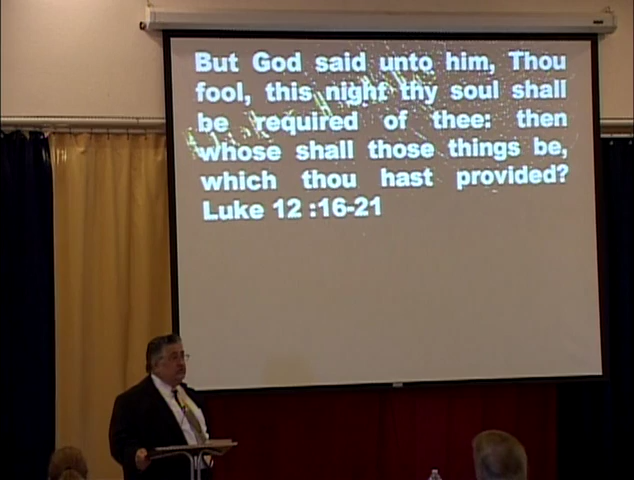 But God said unto him, Thou
fool, this night thy soul shall
be required of thee: then
whose shall those things be,
which thou hast provided?
Luke 12 :16-21